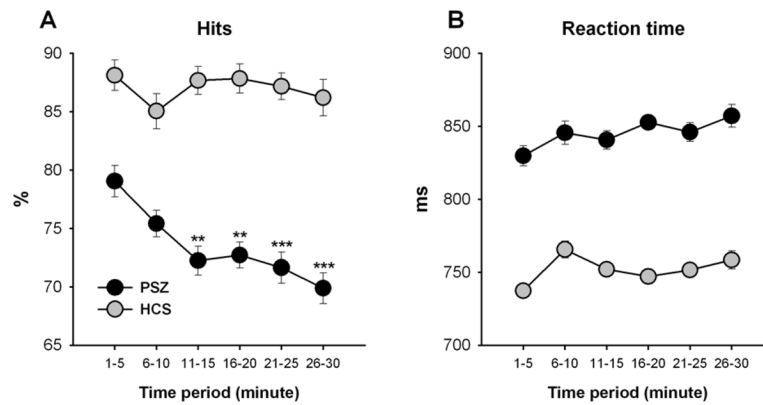 A
Hits
90
85
80
75
70
65
%
**
**
***
***
PSZ
HCS
1-5 6-10 11-15 16-20 21-25 26-30
Time period (minute)
B
Reaction time
900
850
800
750
700
ms
1-5 6-10 11-15 16-20 21-25 26-30
Time period (minute)